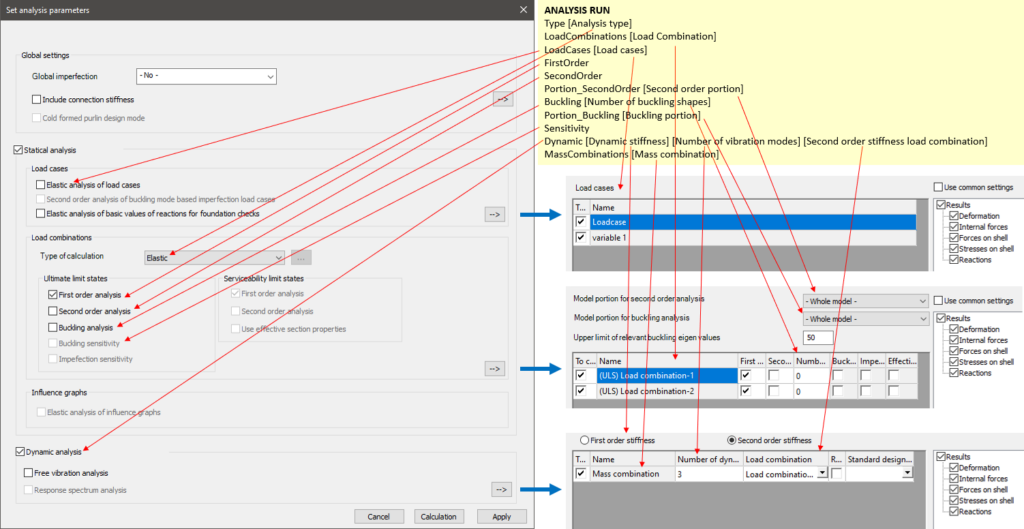 Set analysis parameters
Global settings
Global imperfection
- No -
Include connection stiffness
-->
Cold formed purlin design mode
Statical analysis
Load cases
Elastic analysis of load cases
Second order analysis of buckling mode based imperfection load cases
Elastic analysis of basic values of reactions for foundation checks
-->
Load combinations
Type of calculation
Elastic
...
Ultimate limit states
First order analysis
Second order analysis
Buckling analysis
Buckling sensitivity
Impefection sensitivity
Serviceability limit states
First order analysis
Second order analysis
Use effective section properties
-->
Influence graphs
Elastic analysis of influence graphs
Dynamic analysis
Free vibration analysis
Response spectrum analysis
-->
Cancel Calculation Apply
ANALYSIS RUN
Type [Analysis type]
LoadCombinations [Load Combination]
LoadCases [Load cases]
FirstOrder
SecondOrder
Portion_SecondOrder [Second order portion]
Buckling [Number of buckling shapes]
Portion_Buckling [Buckling portion]
Sensitivity
Dynamic [Dynamic stiffness] [Number of vibration modes] [Second order stiffness load combination]
MassCombinations [Mass combination]
Load cases
T... Name
Loadcase
variable 1
Use common settings
Results
Deformation
Internal forces
Forces on shell
Stresses on shell
Reactions
Model portion for second order analysis
- Whole model -
Model portion for buckling analysis
- Whole model -
Upper limit of relevant buckling eigen values
50
To c... Name First ... Seco... Numb... Buck... Impe... Effecti...
(ULS) Load combination-1 0
(ULS) Load combination-2 0
Use common settings
Results
Deformation
Internal forces
Forces on shell
Stresses on shell
Reactions
First order stiffness Second order stiffness
T... Name Number of dyn... Load combination R... Standard design...
Mass combination 3 Load combinatio...
Results
Deformation
Internal forces
Forces on shell
Stresses on shell
Reactions